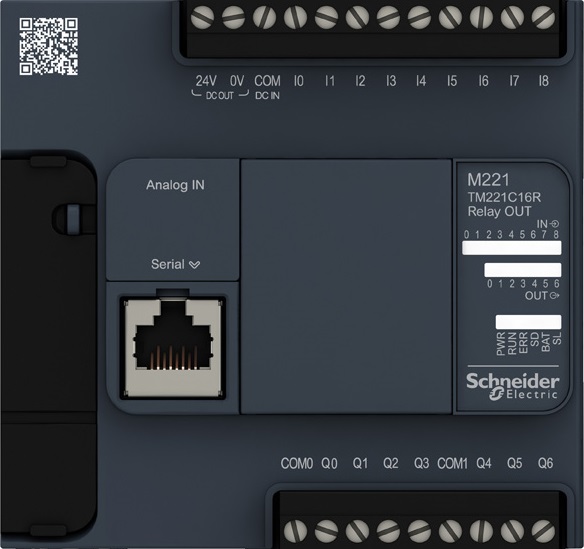 24V 0V COM I0 I1 I2 I3 I4 I5 I6 I7 I8
DC OUT DC IN
Analog IN
Serial
M221
TM221C16R
Relay OUT
IN
0 1 2 3 4 5 6 7 8
0 1 2 3 4 5 6
OUT
PWR
RUN
ERR
SD
BAT
SL
Schneider
Electric
COM0 Q0 Q1 Q2 Q3 COM1 Q4 Q5 Q6